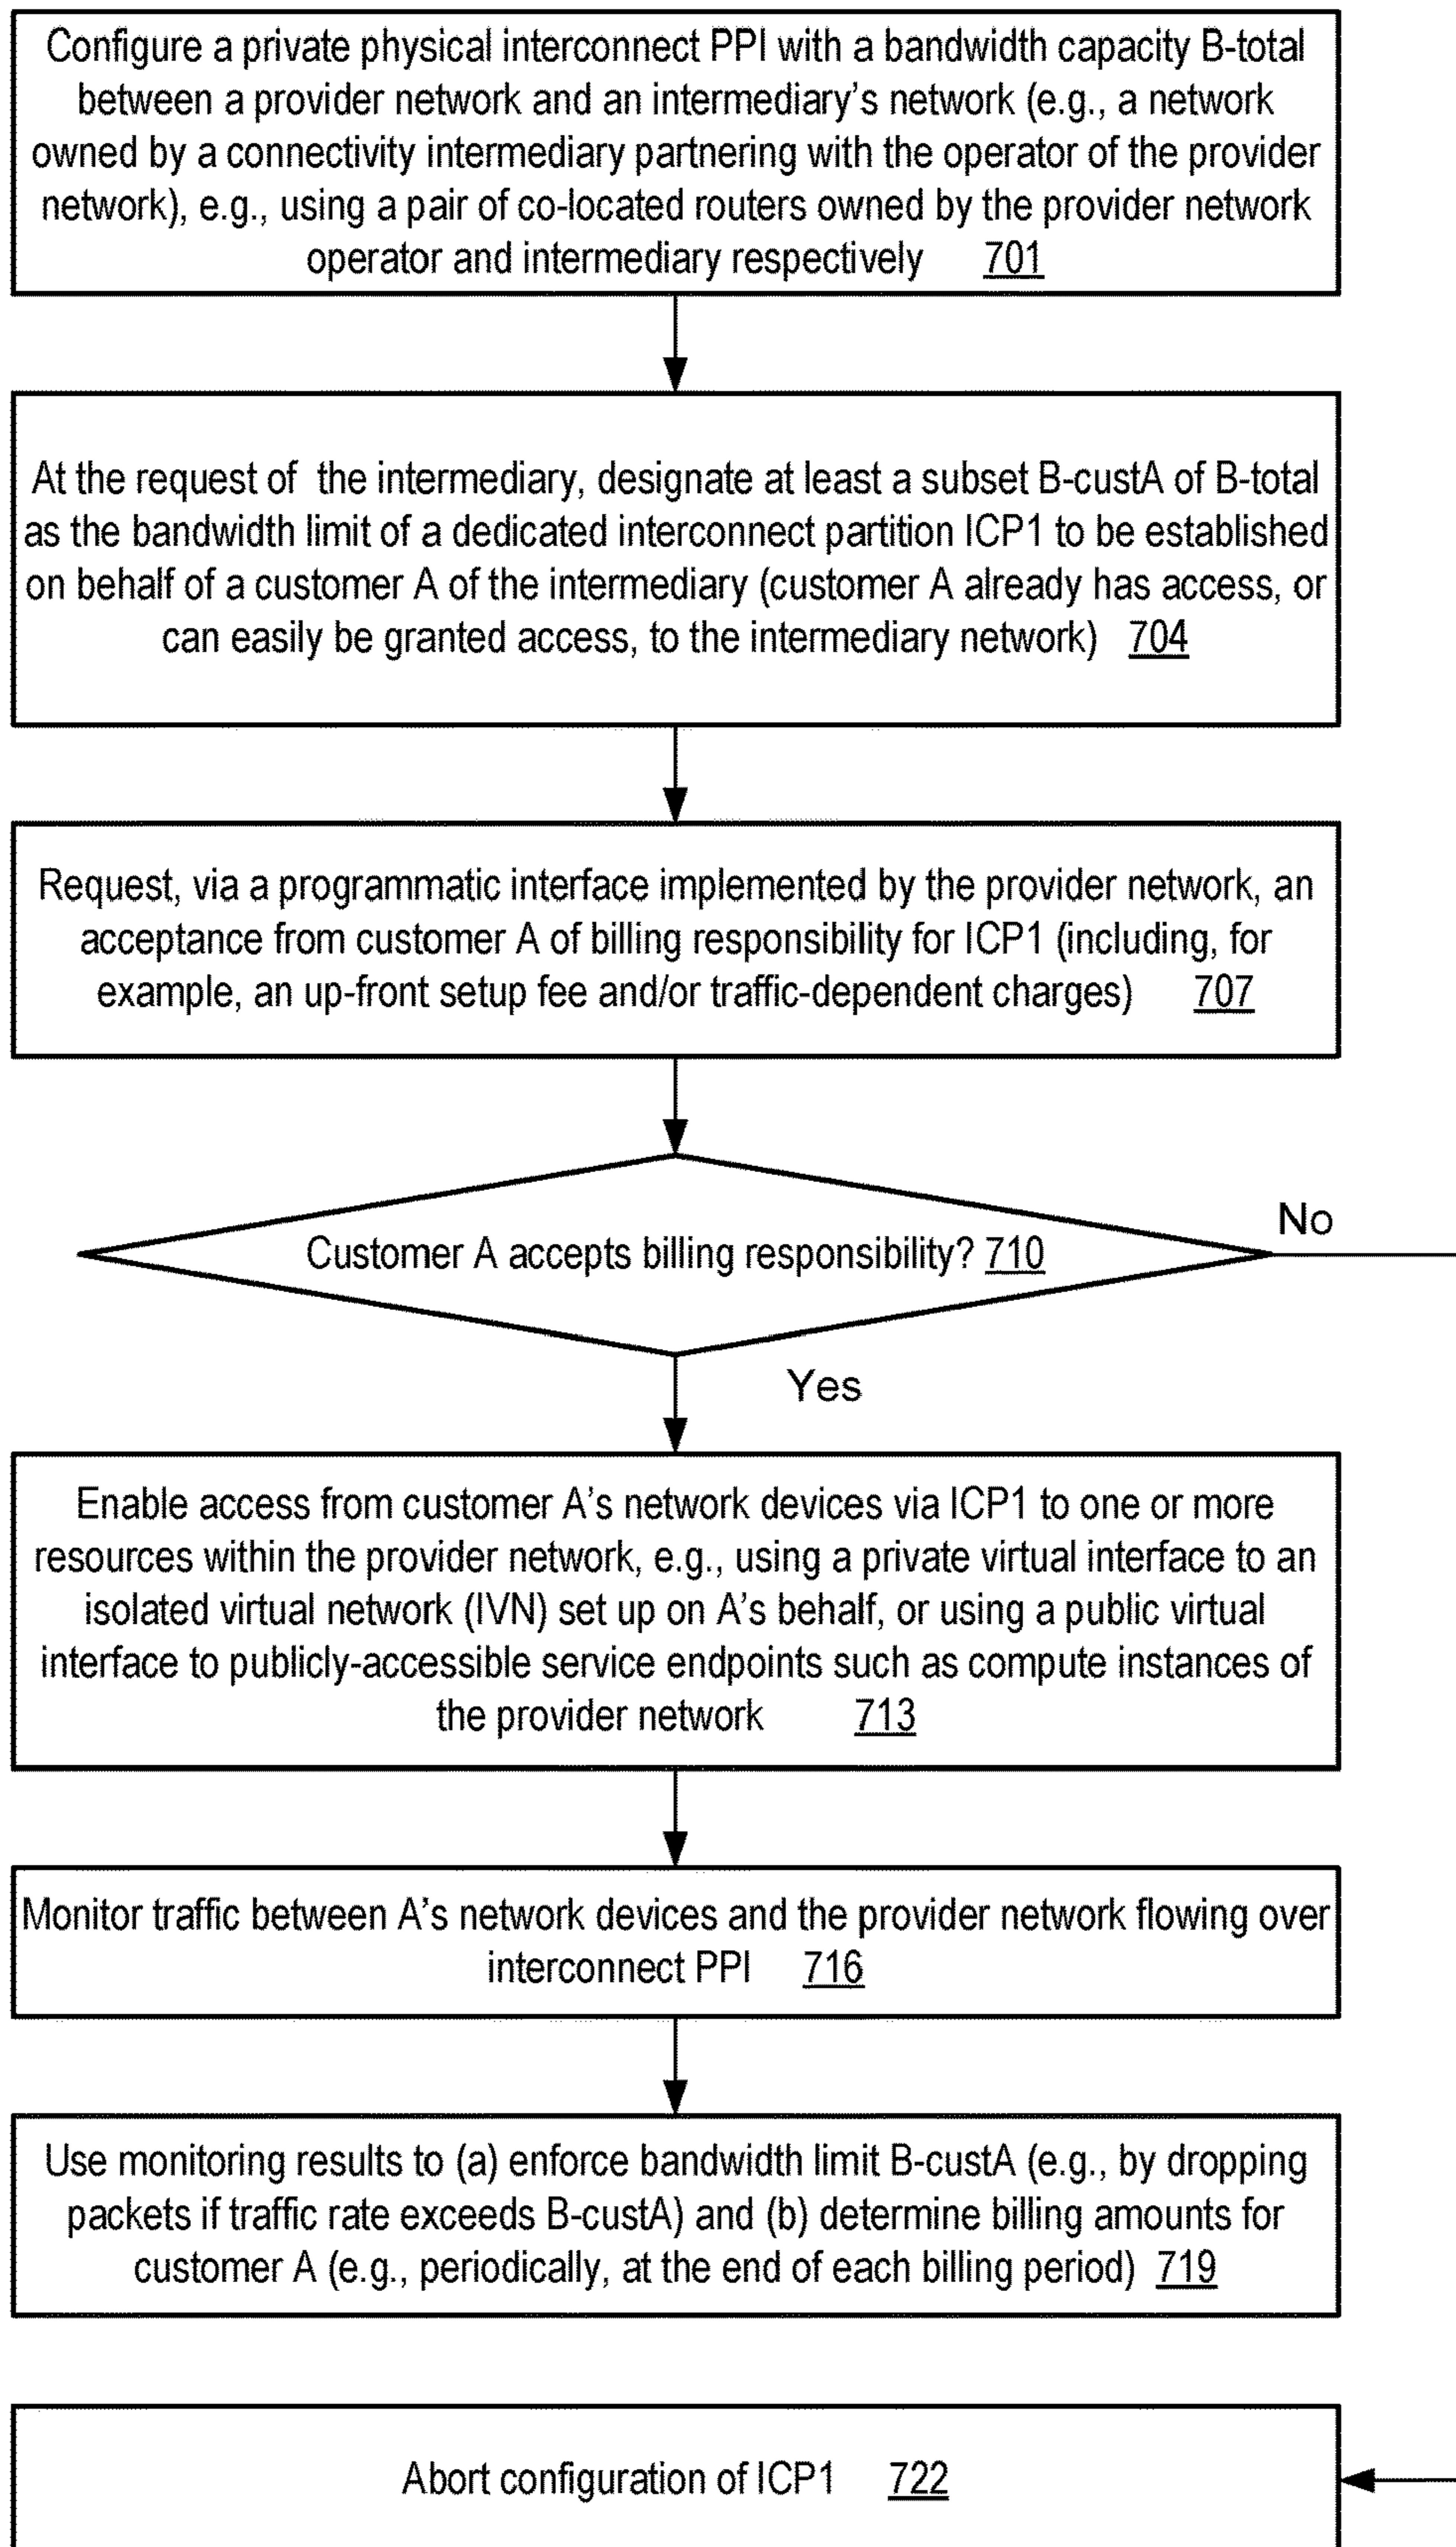 Configure a private physical interconnect PPI with a bandwidth capacity B-total
between a provider network and an intermediary's network (e.g., a network
owned by a connectivity intermediary partnering with the operator of the provider
network), e.g., using a pair of co-located routers owned by the provider network
operator and intermediary respectively 701
At the request of the intermediary, designate at least a subset B-custA of B-total
as the bandwidth limit of a dedicated interconnect partition ICP1 to be established
on behalf of a customer A of the intermediary (customer A already has access, or
can easily be granted access, to the intermediary network) 704
Request, via a programmatic interface implemented by the provider network, an
acceptance from customer A of billing responsibility for ICP1 (including, for
example, an up-front setup fee and/or traffic-dependent charges) 707
No
Customer A accepts billing responsibility? 710
Yes
Enable access from customer A's network devices via ICP1 to one or more
resources within the provider network, e.g., using a private virtual interface to an
isolated virtual network (IVN) set up on A's behalf, or using a public virtual
interface to publicly-accessible service endpoints such as compute instances of
the provider network 713
Monitor traffic between A's network devices and the provider network flowing over
interconnect PPI 716
Use monitoring results to (a) enforce bandwidth limit B-custA (e.g., by dropping
packets if traffic rate exceeds B-custA) and (b) determine billing amounts for
customer A (e.g., periodically, at the end of each billing period) 719
Abort configuration of ICP1 722